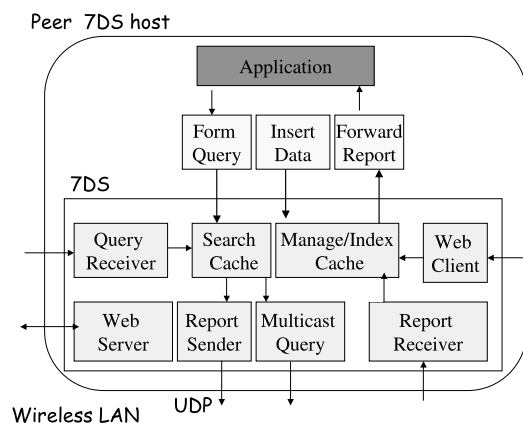 Peer 7DS host
Application
Form
Query
Insert
Data
Forward
Report
7DS
Query
Receiver
Search
Cache
Manage/Index
Cache
Web
Client
Web
Server
Report
Sender
Multicast
Query
Report
Receiver
UDP
Wireless LAN